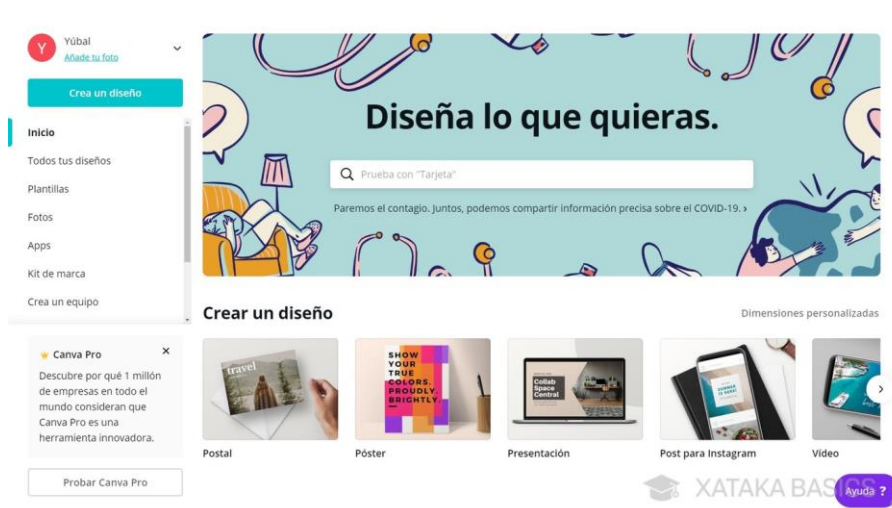 Y
Yúbal
Añade tu foto
Crea un diseño
Inicio
Todos tus diseños
Plantillas
Fotos
Apps
Kit de marca
Crea un equipo
Canva Pro
Descubre por qué 1 millón
de empresas en todo el
mundo consideran que
Canva Pro es una
herramienta innovadora.
Probar Canva Pro
Diseña lo que quieras.
Prueba con "Tarjeta"
Paremos el contagio. Juntos, podemos compartir información precisa sobre el COVID-19. ›
Crear un diseño
Dimensiones personalizadas
travel
SHOW
YOUR
TRUE
COLORS.
PROUDLY.
BRIGHTLY.
Collab
Space
Central
SUMMER
IS HERE!
Postal
Póster
Presentación
Post para Instagram
Vídeo
XATAKA BASICS
Ayuda ?